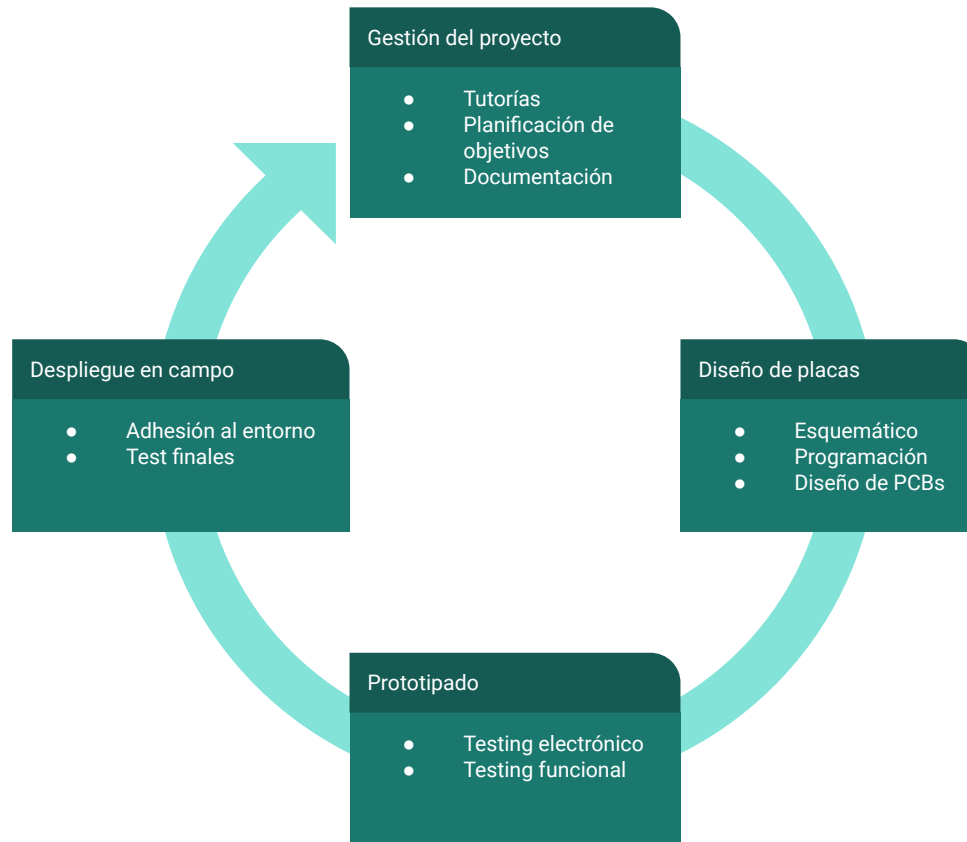 Gestión del proyecto
● Tutorías
● Planificación de
objetivos
● Documentación
Despliegue en campo
● Adhesión al entorno
● Test finales
Diseño de placas
● Esquemático
● Programación
● Diseño de PCBs
Prototipado
● Testing electrónico
● Testing funcional